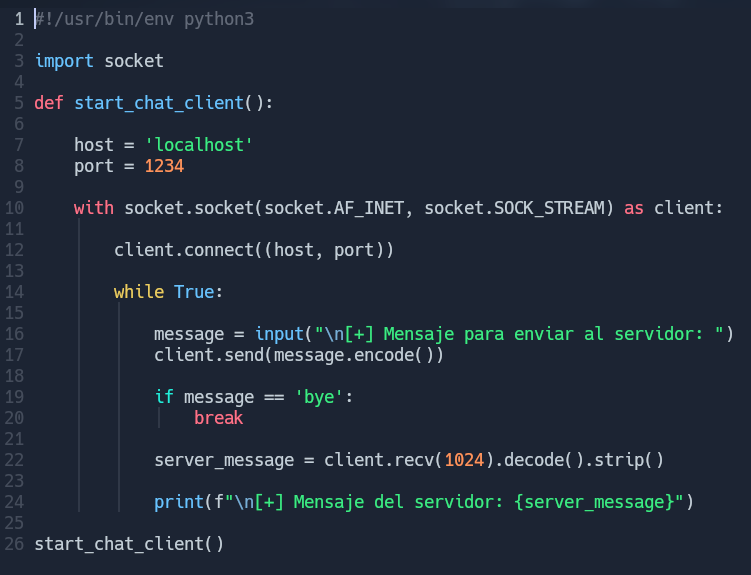 1 #!/usr/bin/env python3
2
3 import socket
4
5 def start_chat_client():
6
7     host = 'localhost'
8     port = 1234
9
10     with socket.socket(socket.AF_INET, socket.SOCK_STREAM) as client:
11
12         client.connect((host, port))
13
14         while True:
15
16             message = input("\n[+] Mensaje para enviar al servidor: ")
17             client.send(message.encode())
18
19             if message == 'bye':
20                 break
21
22             server_message = client.recv(1024).decode().strip()
23
24             print(f"\n[+] Mensaje del servidor: {server_message}")
25
26 start_chat_client()